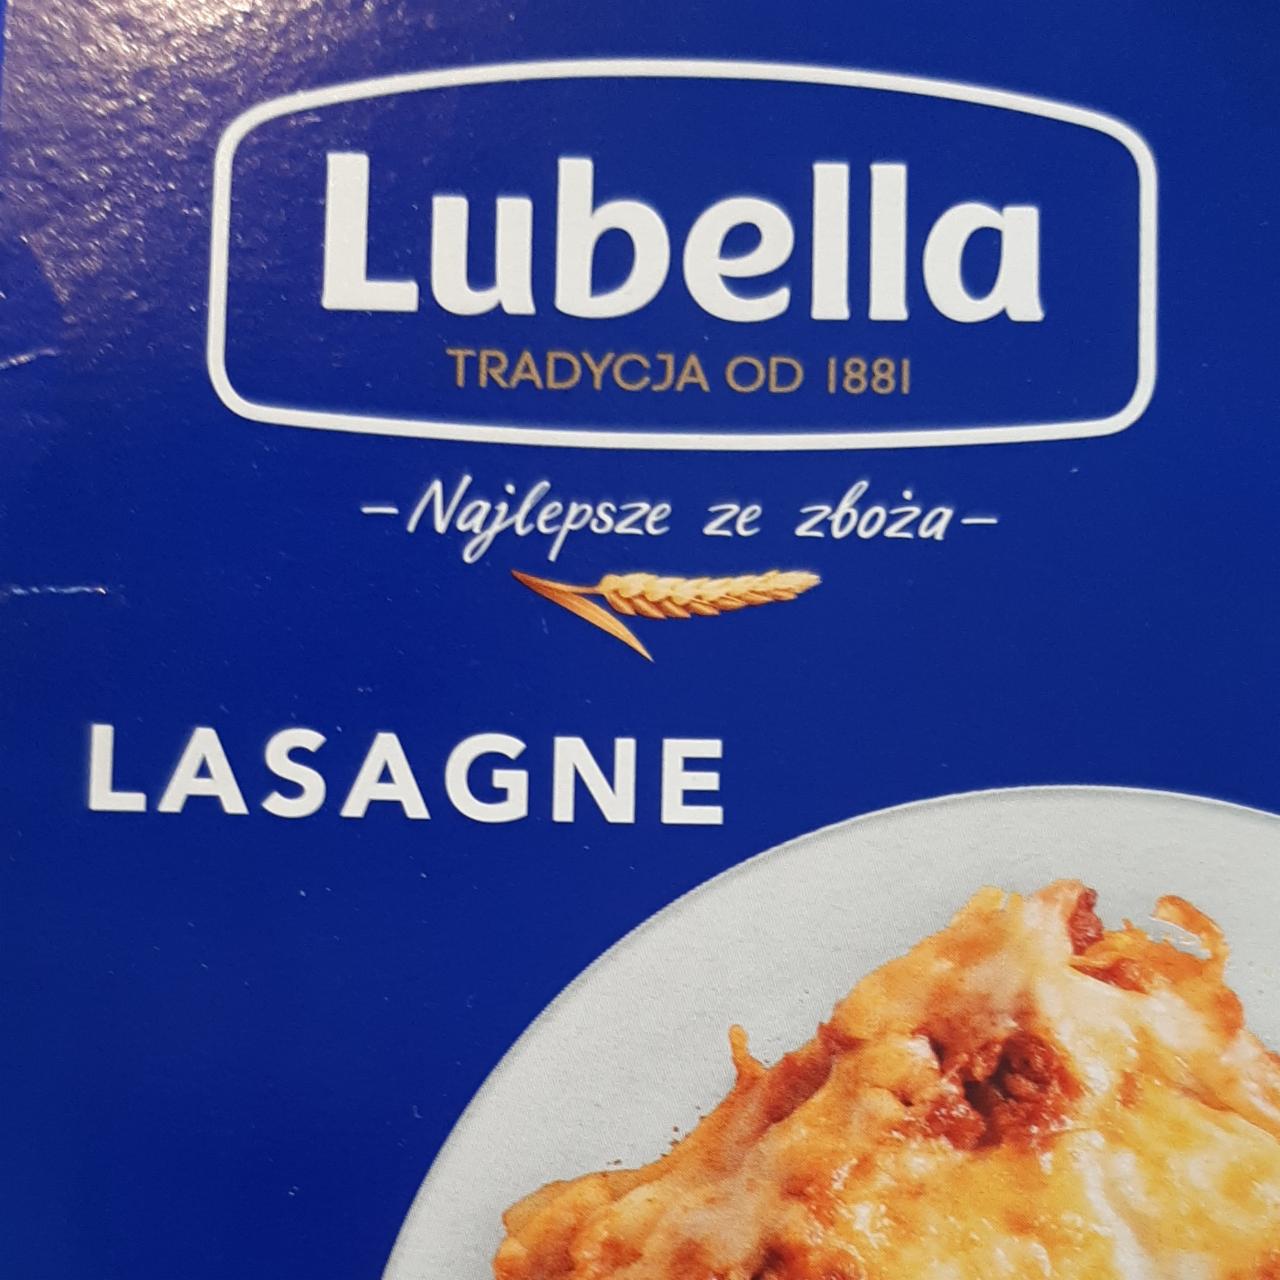 Lubella
TRADYCJA OD 1881
-Najlepsze ze zboża-
LASAGNE